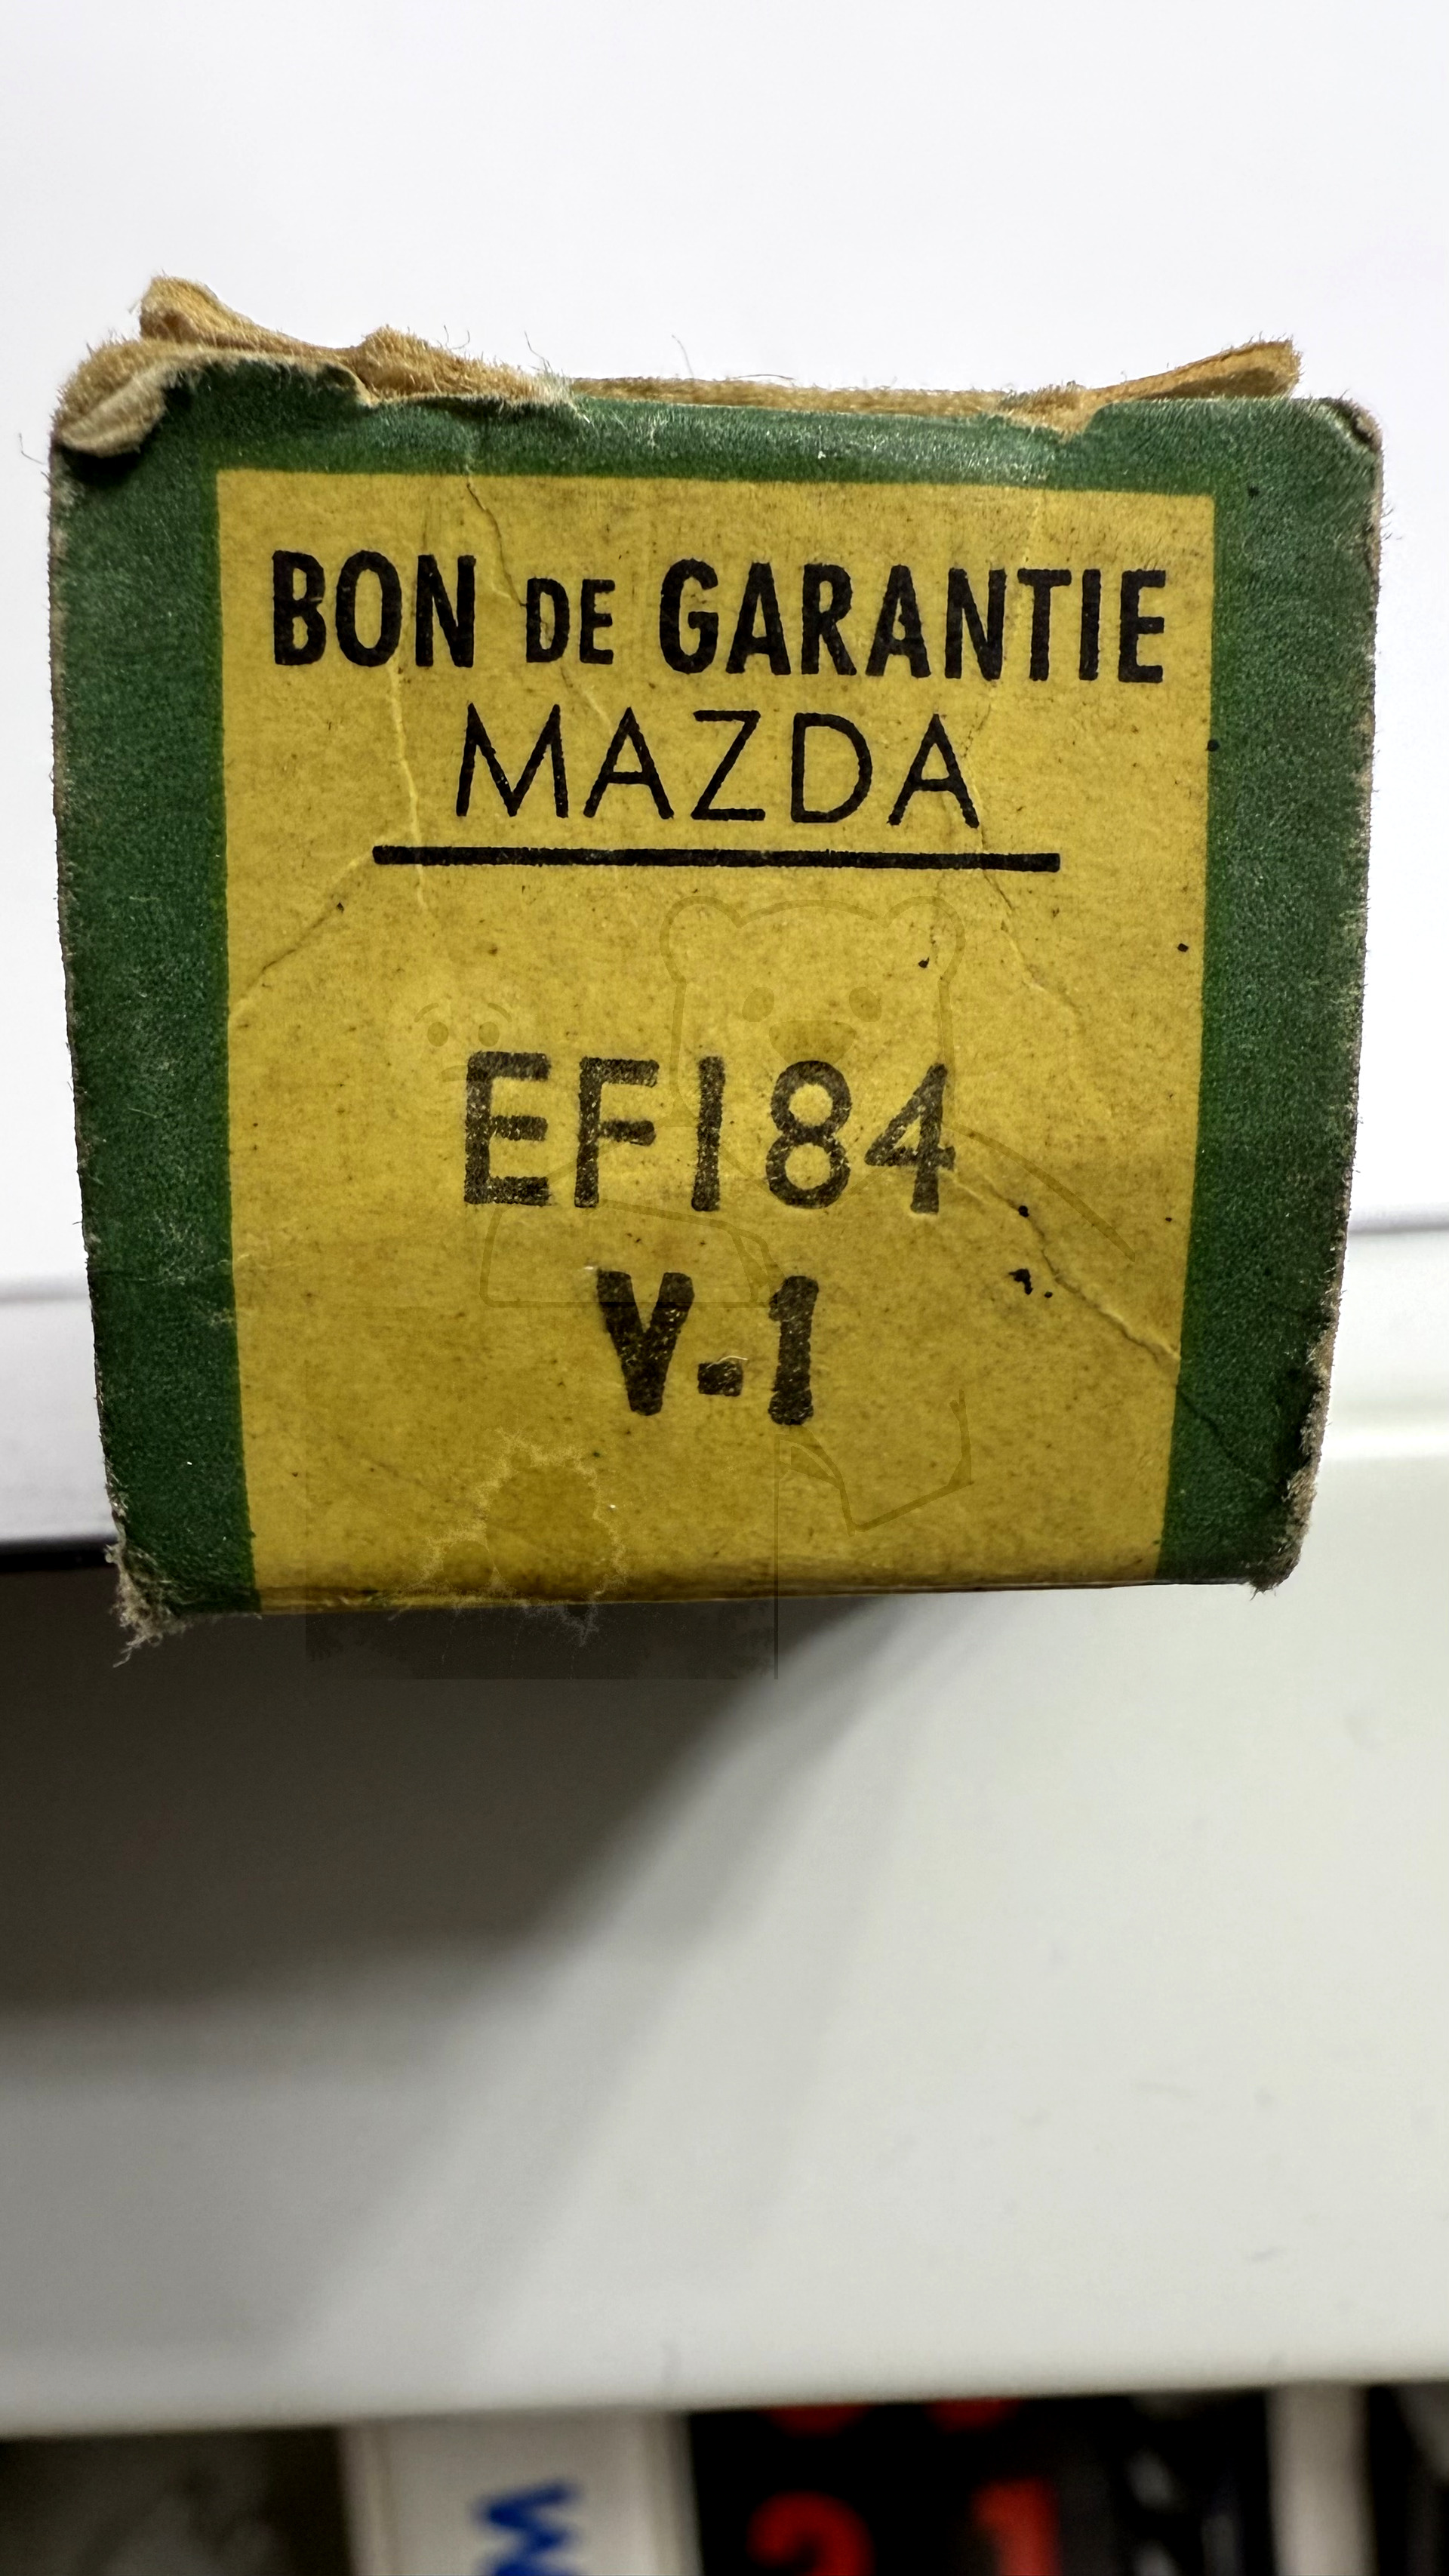 BON DE GARANTIE
MAZDA
EF184
V-1